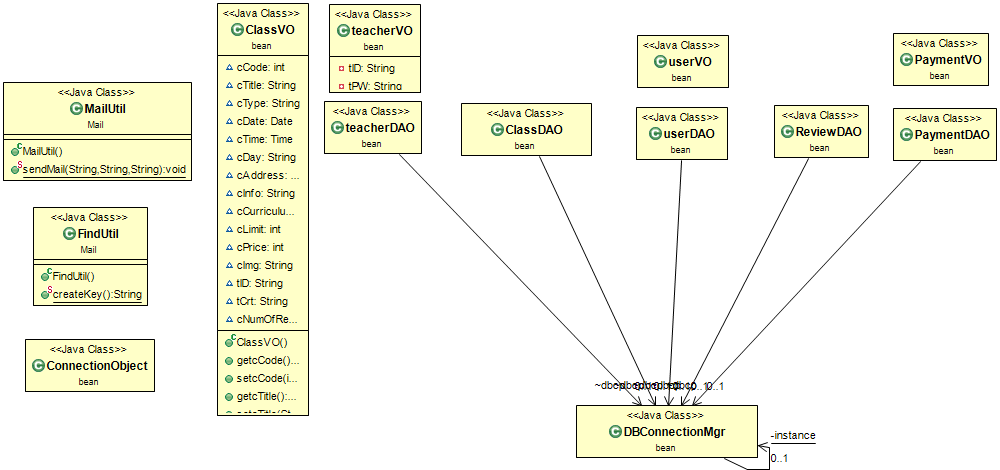 <<Java Class>>
MailUtil
Mail
MailUtil()
sendMail(String,String,String):void
<<Java Class>>
FindUtil
Mail
FindUtil()
createKey():String
<<Java Class>>
ConnectionObject
bean
<<Java Class>>
ClassVO
bean
cCode: int
cTitle: String
cType: String
cDate: Date
cTime: Time
cDay: String
cAddress: ...
cInfo: String
cCurriculu...
cLimit: int
cPrice: int
cImg: String
tID: String
tCrt: String
cNumOfRe...
ClassVO()
getcCode()...
setcCode(i...
getcTitle():...
<<Java Class>>
teacherVO
bean
tID: String
tPW: String
<<Java Class>>
teacherDAO
bean
<<Java Class>>
ClassDAO
bean
<<Java Class>>
userVO
bean
<<Java Class>>
userDAO
bean
<<Java Class>>
ReviewDAO
bean
<<Java Class>>
PaymentVO
bean
<<Java Class>>
PaymentDAO
bean
0..1
<<Java Class>>
DBConnectionMgr
bean
-instance
0..1